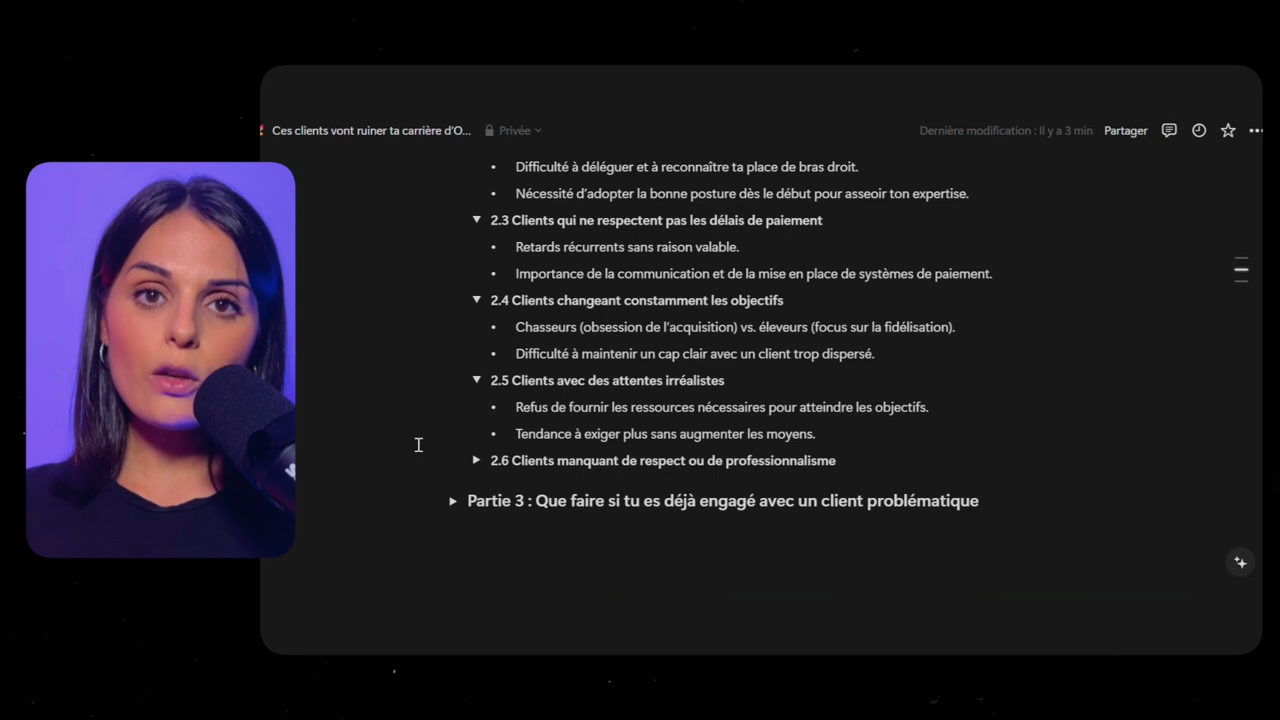 Ces clients vont ruiner ta carrière d'O...
Privée
Dernière modification : Il y a 3 min
Partager
• Difficulté à déléguer et à reconnaître ta place de bras droit.
• Nécessité d'adopter la bonne posture dès le début pour asseoir ton expertise.
2.3 Clients qui ne respectent pas les délais de paiement
• Retards récurrents sans raison valable.
• Importance de la communication et de la mise en place de systèmes de paiement.
2.4 Clients changeant constamment les objectifs
• Chasseurs (obsession de l'acquisition) vs. éleveurs (focus sur la fidélisation).
• Difficulté à maintenir un cap clair avec un client trop dispersé.
2.5 Clients avec des attentes irréalistes
• Refus de fournir les ressources nécessaires pour atteindre les objectifs.
• Tendance à exiger plus sans augmenter les moyens.
2.6 Clients manquant de respect ou de professionnalisme
Partie 3 : Que faire si tu es déjà engagé avec un client problématique